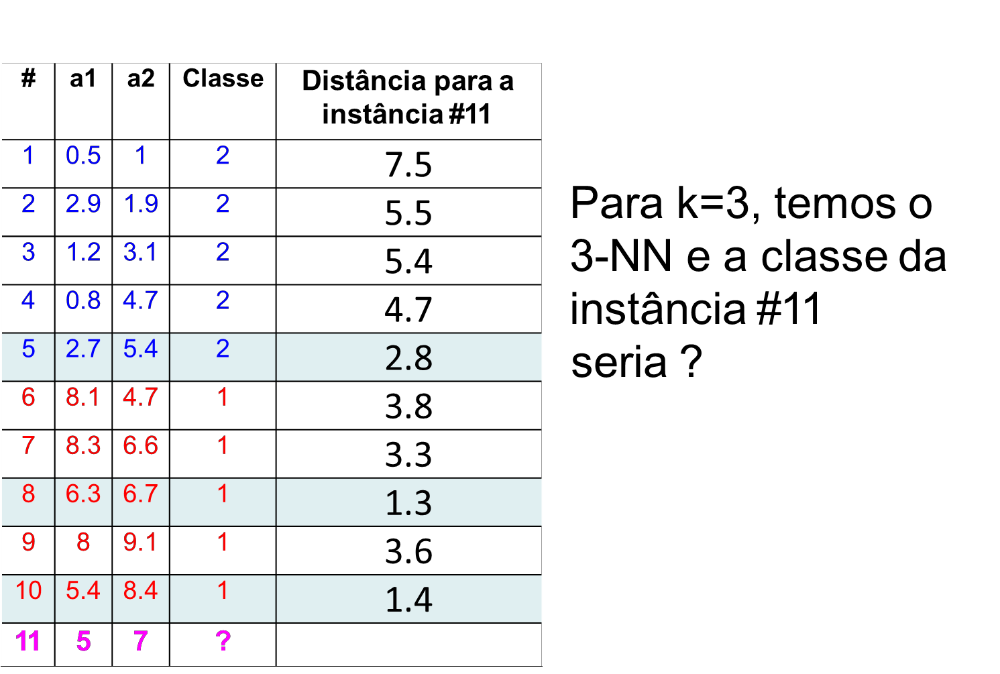 # a1 a2 Classe Distância para a
instância #11
1 0.5 1 2 7.5
2 2.9 1.9 2 5.5
3 1.2 3.1 2 5.4
4 0.8 4.7 2 4.7
5 2.7 5.4 2 2.8
6 8.1 4.7 1 3.8
7 8.3 6.6 1 3.3
8 6.3 6.7 1 1.3
9 8 9.1 1 3.6
10 5.4 8.4 1 1.4
11 5 7 ?
Para k=3, temos o
3-NN e a classe da
instância #11
seria ?